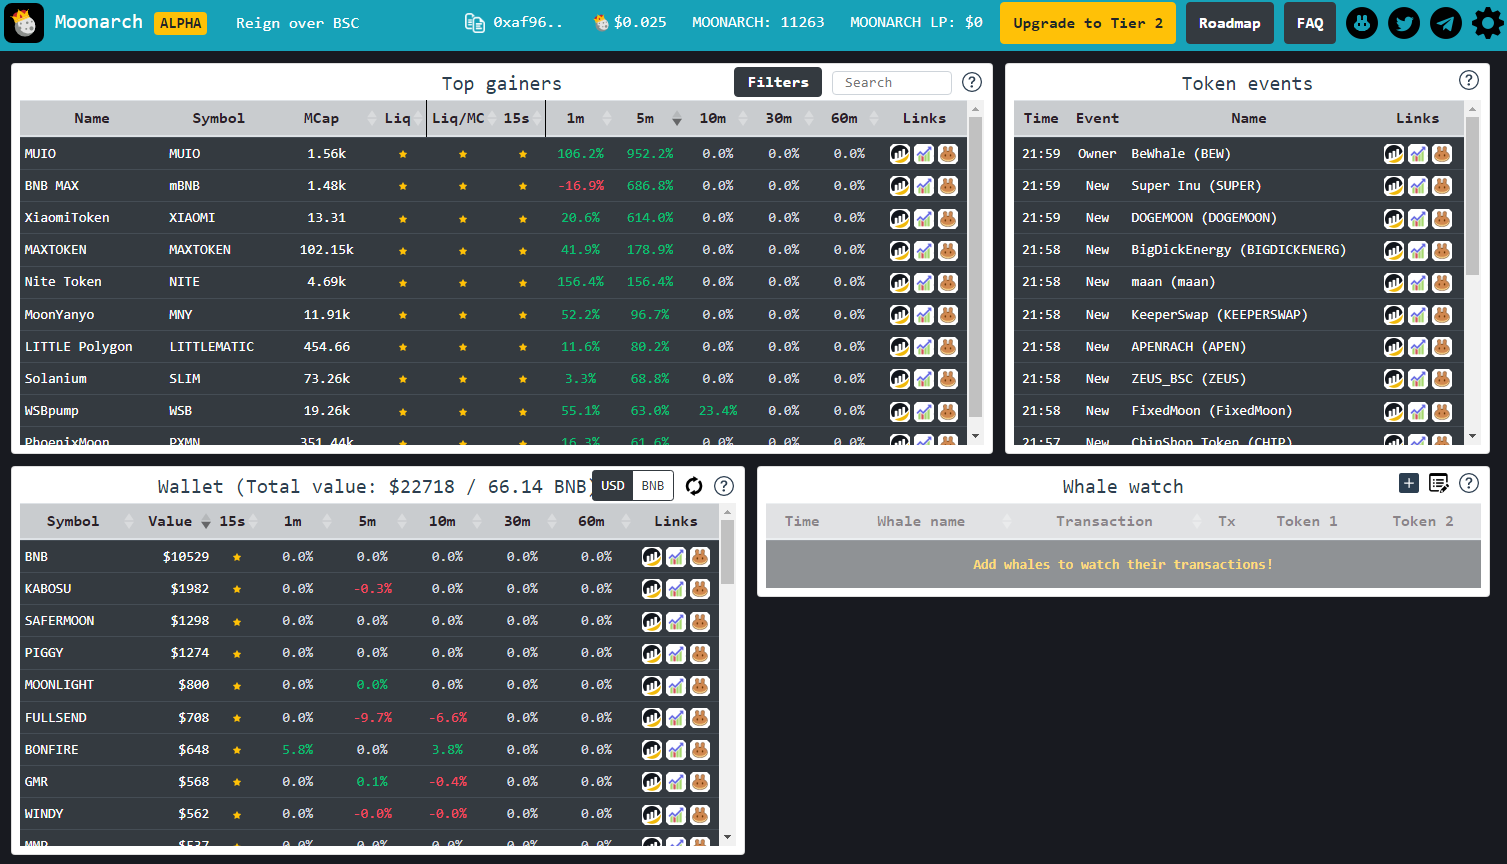 Moonarch ALPHA Reign over BSC 0xaf96.. $0.025 MOONARCH: 11263 MOONARCH LP: $0 Upgrade to Tier 2 Roadmap FAQ
Top gainers Filters Search
Name Symbol MCap Liq Liq/MC 15s 1m 5m 10m 30m 60m Links
MUIO MUIO 1.56k 106.2% 952.2% 0.0% 0.0% 0.0%
BNB MAX mBNB 1.48k -16.9% 686.8% 0.0% 0.0% 0.0%
XiaomiToken XIAOMI 13.31 20.6% 614.0% 0.0% 0.0% 0.0%
MAXTOKEN MAXTOKEN 102.15k 41.9% 178.9% 0.0% 0.0% 0.0%
Nite Token NITE 4.69k 156.4% 156.4% 0.0% 0.0% 0.0%
MoonYanyo MNY 11.91k 52.2% 96.7% 0.0% 0.0% 0.0%
LITTLE Polygon LITTLEMATIC 454.66 11.6% 80.2% 0.0% 0.0% 0.0%
Solanium SLIM 73.26k 3.3% 68.8% 0.0% 0.0% 0.0%
WSBpump WSB 19.26k 55.1% 63.0% 23.4% 0.0% 0.0%
PhoenixMoon PXMN 351.44k 16.3% 61.6% 0.0% 0.0% 0.0%
Token events
Time Event Name Links
21:59 Owner BeWhale (BEW)
21:59 New Super Inu (SUPER)
21:59 New DOGEMOON (DOGEMOON)
21:58 New BigDickEnergy (BIGDICKENERG)
21:58 New maan (maan)
21:58 New KeeperSwap (KEEPERSWAP)
21:58 New APENRACH (APEN)
21:58 New ZEUS_BSC (ZEUS)
21:58 New FixedMoon (FixedMoon)
21:57 New ChipShop Token (CHIP)
Wallet (Total value: $22718 / 66.14 BNB) USD BNB
Symbol Value 15s 1m 5m 10m 30m 60m Links
BNB $10529 0.0% 0.0% 0.0% 0.0% 0.0%
KABOSU $1982 0.0% -0.3% 0.0% 0.0% 0.0%
SAFERMOON $1298 0.0% 0.0% 0.0% 0.0% 0.0%
PIGGY $1274 0.0% 0.0% 0.0% 0.0% 0.0%
MOONLIGHT $800 0.0% 0.0% 0.0% 0.0% 0.0%
FULLSEND $708 0.0% -9.7% -6.6% 0.0% 0.0%
BONFIRE $648 5.8% 0.0% 3.8% 0.0% 0.0%
GMR $568 0.0% 0.1% -0.4% 0.0% 0.0%
WINDY $562 0.0% -0.0% -0.0% 0.0% 0.0%
MMP $537 0.0% 0.0% 0.0% 0.0% 0.0%
Whale watch
Time Whale name Transaction Tx Token 1 Token 2
Add whales to watch their transactions!